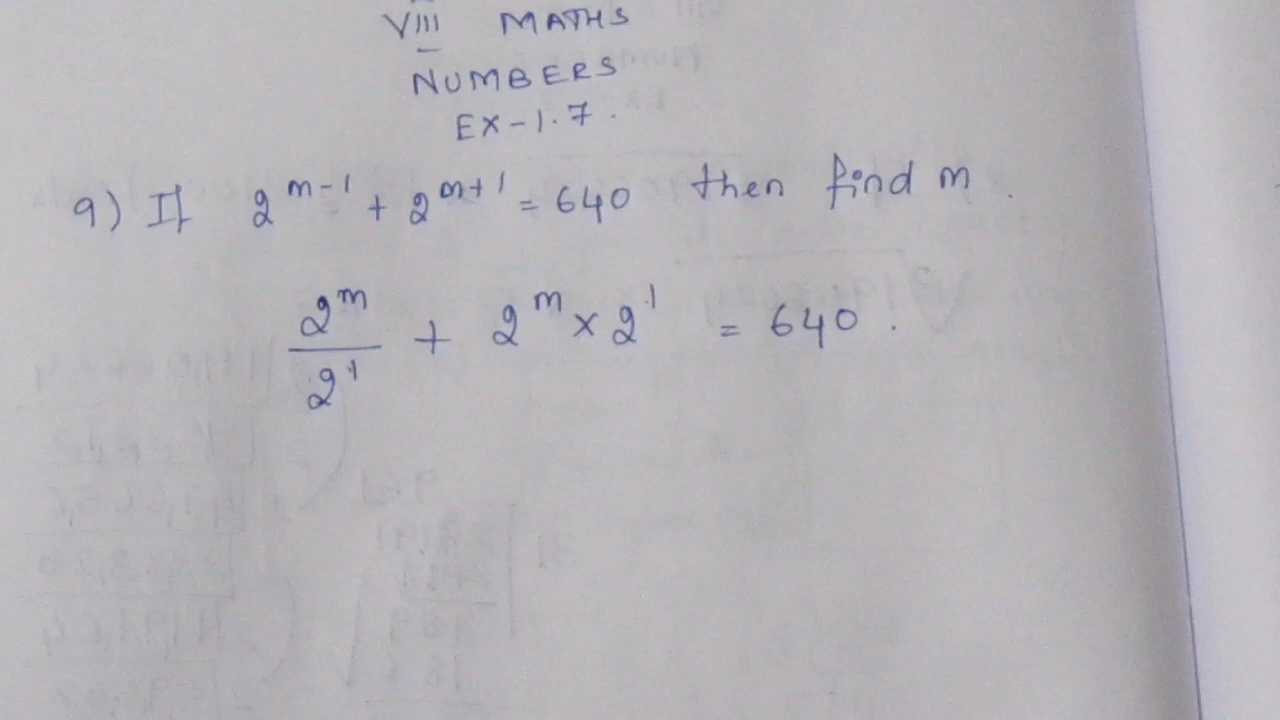 VIII MATHS
NUMBERS
EX-1.7.
9) If 2^{m-1} + 2^{m+1} = 640 then find m.
\frac{2^m}{2^1} + 2^m × 2^1 = 640.